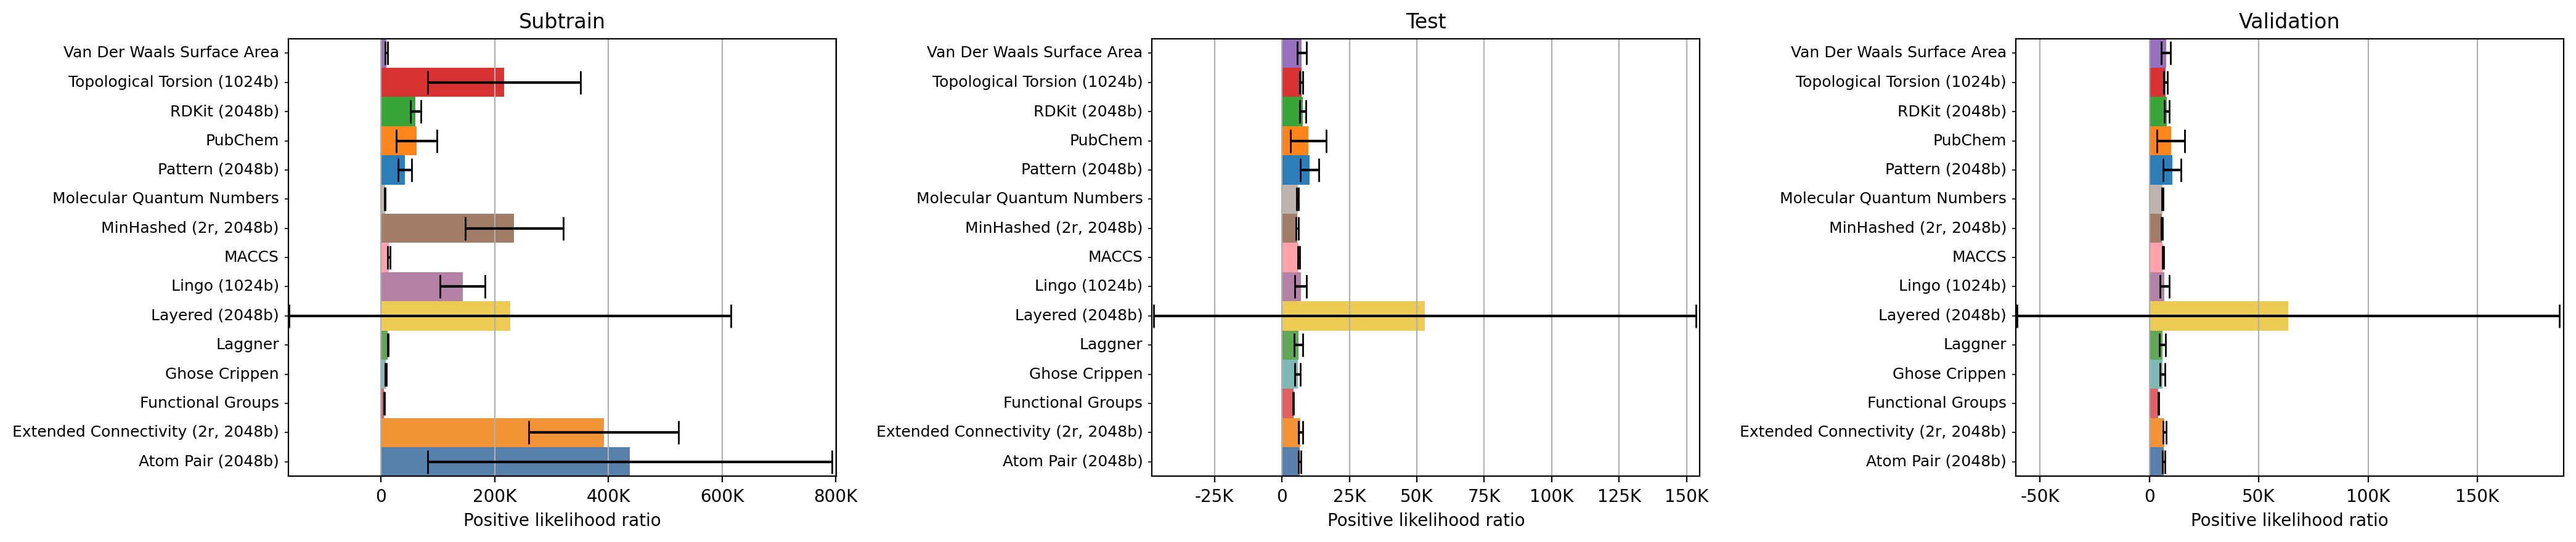 Subtrain
Van Der Waals Surface Area
Topological Torsion (1024b)
RDKit (2048b)
PubChem
Pattern (2048b)
Molecular Quantum Numbers
MinHashed (2r, 2048b)
MACCS
Lingo (1024b)
Layered (2048b)
Laggner
Ghose Crippen
Functional Groups
Extended Connectivity (2r, 2048b)
Atom Pair (2048b)
0 200K 400K 600K 800K
Positive likelihood ratio
Test
Van Der Waals Surface Area
Topological Torsion (1024b)
RDKit (2048b)
PubChem
Pattern (2048b)
Molecular Quantum Numbers
MinHashed (2r, 2048b)
MACCS
Lingo (1024b)
Layered (2048b)
Laggner
Ghose Crippen
Functional Groups
Extended Connectivity (2r, 2048b)
Atom Pair (2048b)
-25K 0 25K 50K 75K 100K 125K 150K
Positive likelihood ratio
Validation
Van Der Waals Surface Area
Topological Torsion (1024b)
RDKit (2048b)
PubChem
Pattern (2048b)
Molecular Quantum Numbers
MinHashed (2r, 2048b)
MACCS
Lingo (1024b)
Layered (2048b)
Laggner
Ghose Crippen
Functional Groups
Extended Connectivity (2r, 2048b)
Atom Pair (2048b)
-50K 0 50K 100K 150K
Positive likelihood ratio